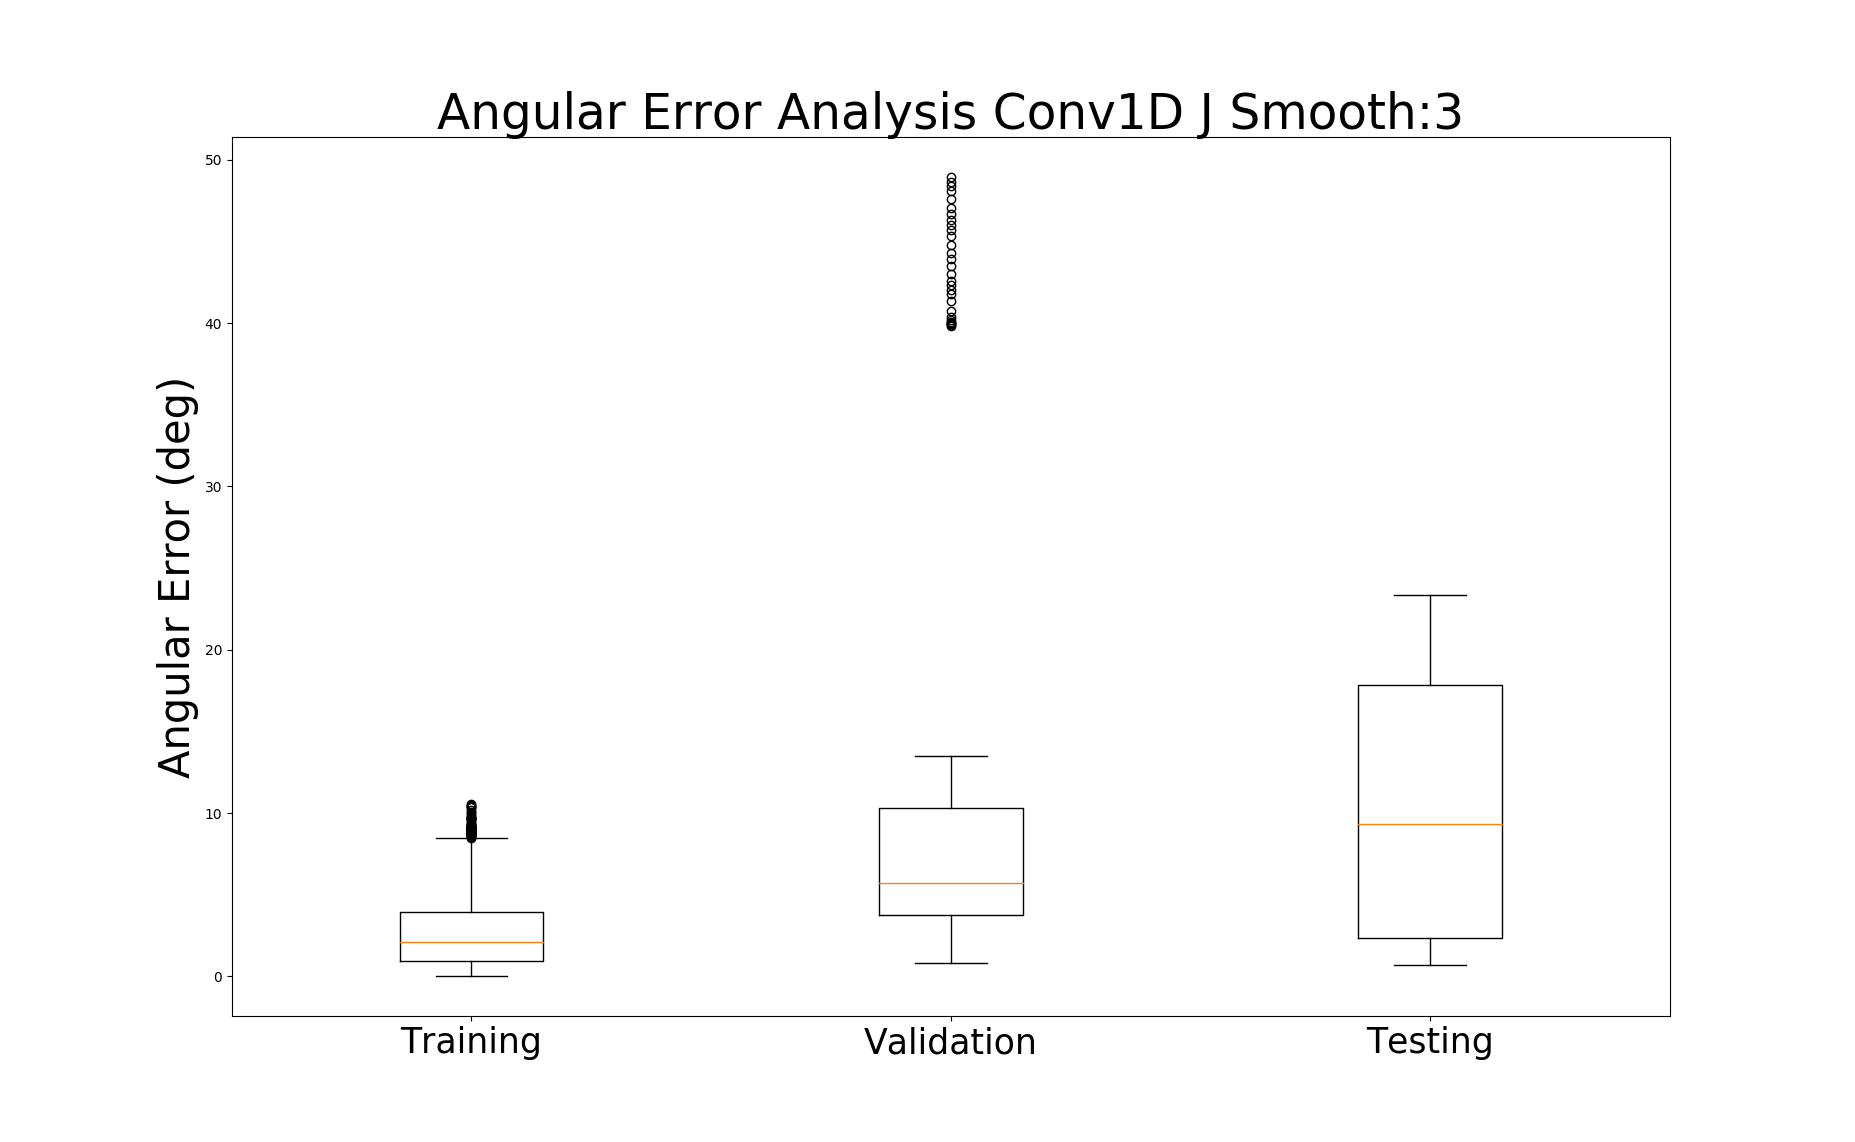 Angular Error Analysis Conv1D J Smooth:3
Angular Error (deg)
50
40
30
20
10
0
Training
Validation
Testing